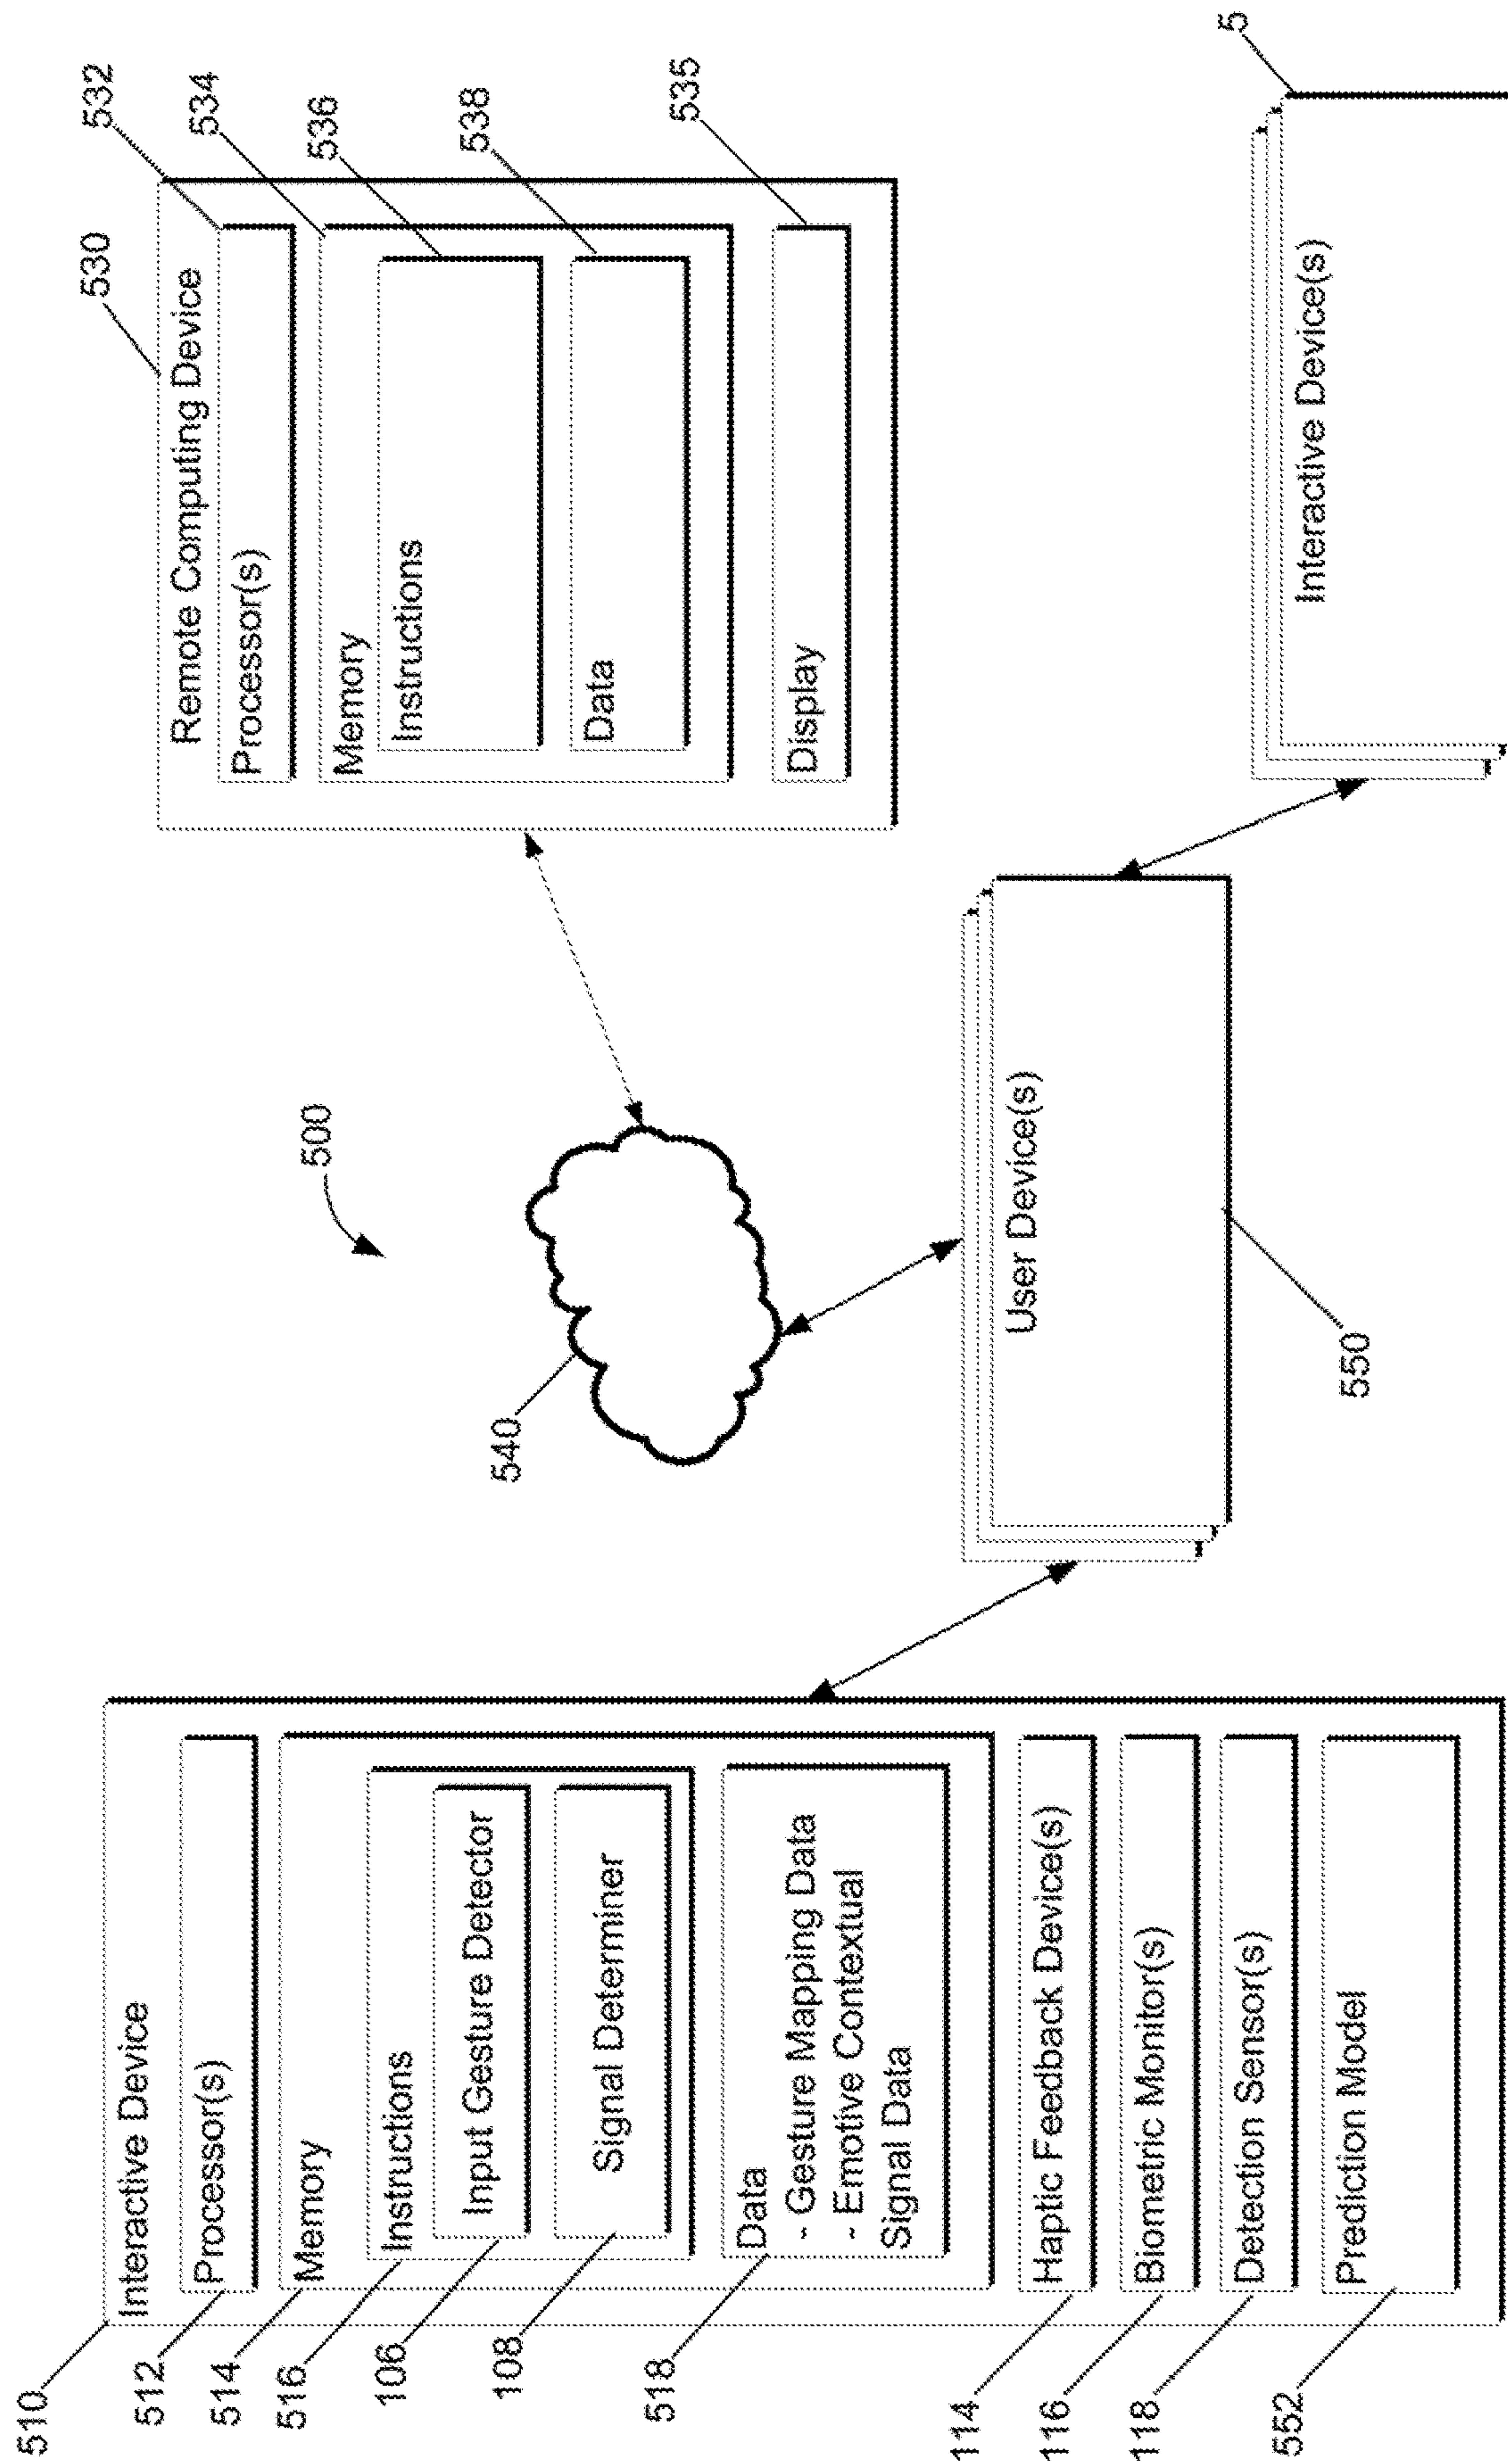 510
Interactive Device
512
Processor(s)
514
Memory
516
Instructions
106
Input Gesture Detector
108
Signal Determiner
518
Data
- Gesture Mapping Data
- Emotive Contextual
Signal Data
114
Haptic Feedback Device(s)
116
Biometric Monitor(s)
118
Detection Sensor(s)
552
Prediction Model
500
540
User Device(s)
550
530
Remote Computing Device
532
Processor(s)
534
Memory
536
Instructions
538
Data
535
Display
Interactive Device(s)
5